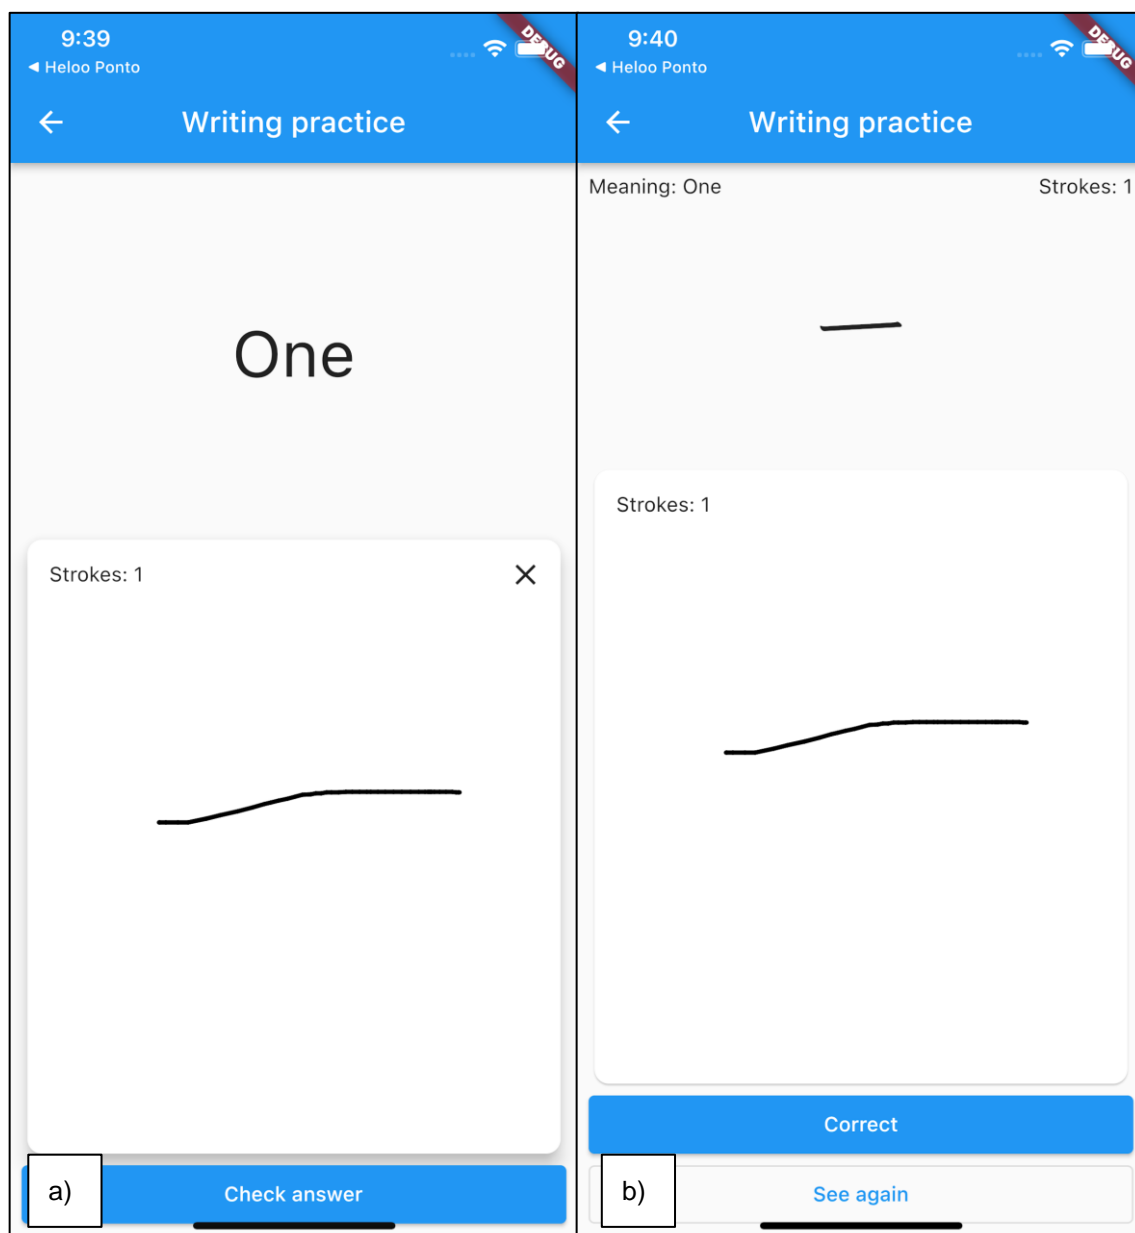 9:39
◄ Heloo Ponto
DEBUG
Writing practice
One
Strokes: 1
Check answer
a)
9:40
◄ Heloo Ponto
DEBUG
Writing practice
Meaning: One
Strokes: 1
一
Strokes: 1
Correct
See again
b)